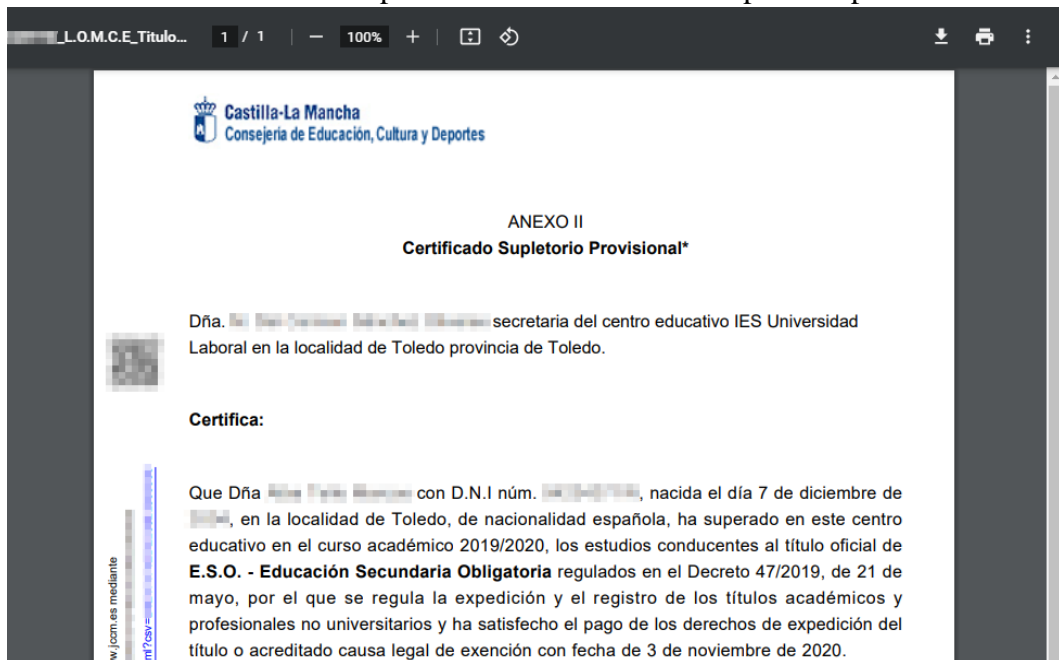 _L.O.M.C.E_Titulo... 1 / 1 100%
Castilla-La Mancha
Consejería de Educación, Cultura y Deportes
ANEXO II
Certificado Supletorio Provisional*
Dña. secretaria del centro educativo IES Universidad
Laboral en la localidad de Toledo provincia de Toledo.
Certifica:
Que Dña con D.N.I núm. , nacida el día 7 de diciembre de
, en la localidad de Toledo, de nacionalidad española, ha superado en este centro
educativo en el curso académico 2019/2020, los estudios conducentes al título oficial de
E.S.O. - Educación Secundaria Obligatoria regulados en el Decreto 47/2019, de 21 de
mayo, por el que se regula la expedición y el registro de los títulos académicos y
profesionales no universitarios y ha satisfecho el pago de los derechos de expedición del
título o acreditado causa legal de exención con fecha de 3 de noviembre de 2020.
w.jccm.es mediante
ml?csv=